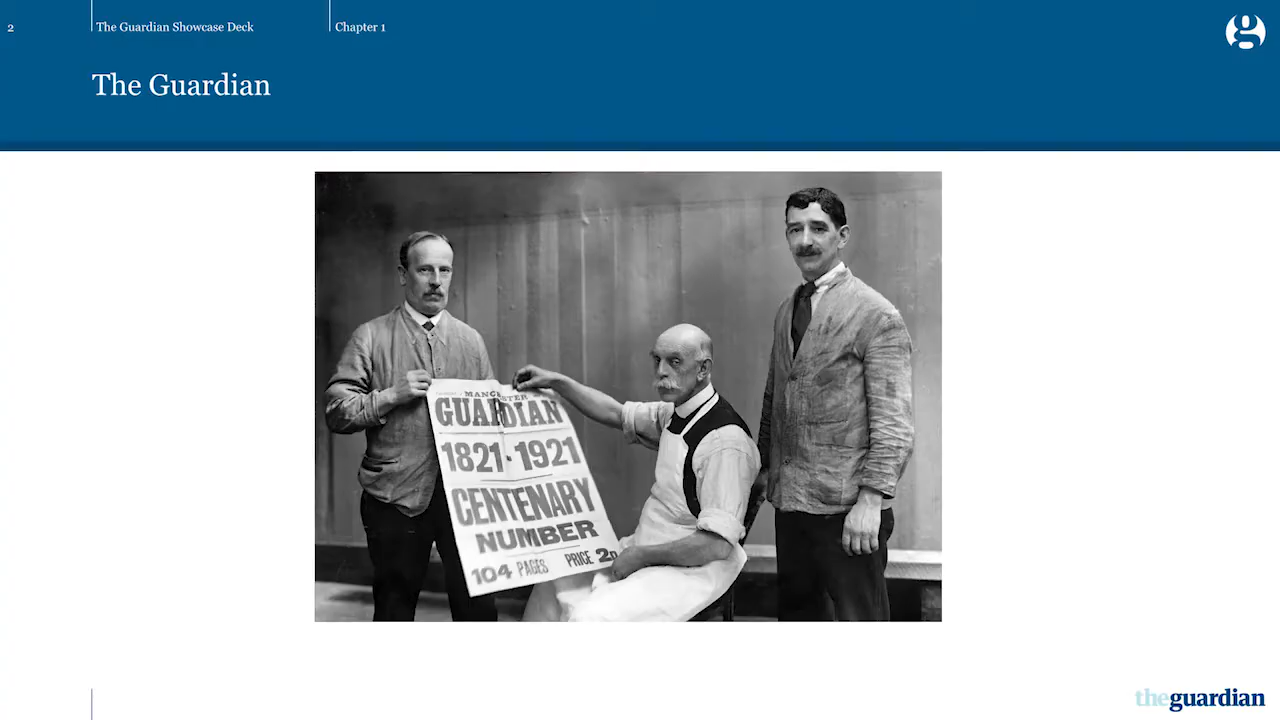 2
The Guardian Showcase Deck
Chapter 1
g
The Guardian
MANCHESTER
GUARDIAN
1821-1921
CENTENARY
NUMBER
104 PAGES PRICE 2D
theguardian